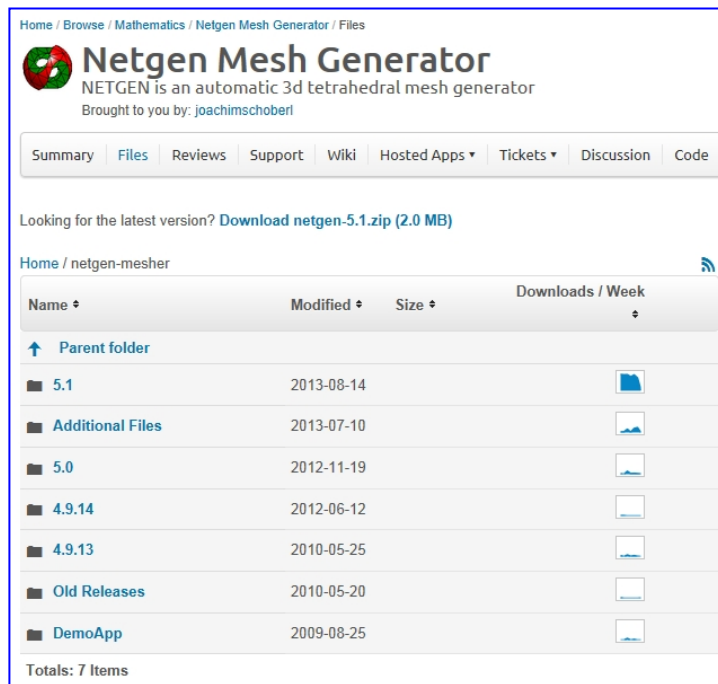 Home / Browse / Mathematics / Netgen Mesh Generator / Files
Netgen Mesh Generator
NETGEN is an automatic 3d tetrahedral mesh generator
Brought to you by: joachimschoberl
Summary Files Reviews Support Wiki Hosted Apps ▾ Tickets ▾ Discussion Code
Looking for the latest version? Download netgen-5.1.zip (2.0 MB)
Home / netgen-mesher
Name Modified Size Downloads / Week
Parent folder
5.1 2013-08-14
Additional Files 2013-07-10
5.0 2012-11-19
4.9.14 2012-06-12
4.9.13 2010-05-25
Old Releases 2010-05-20
DemoApp 2009-08-25
Totals: 7 Items